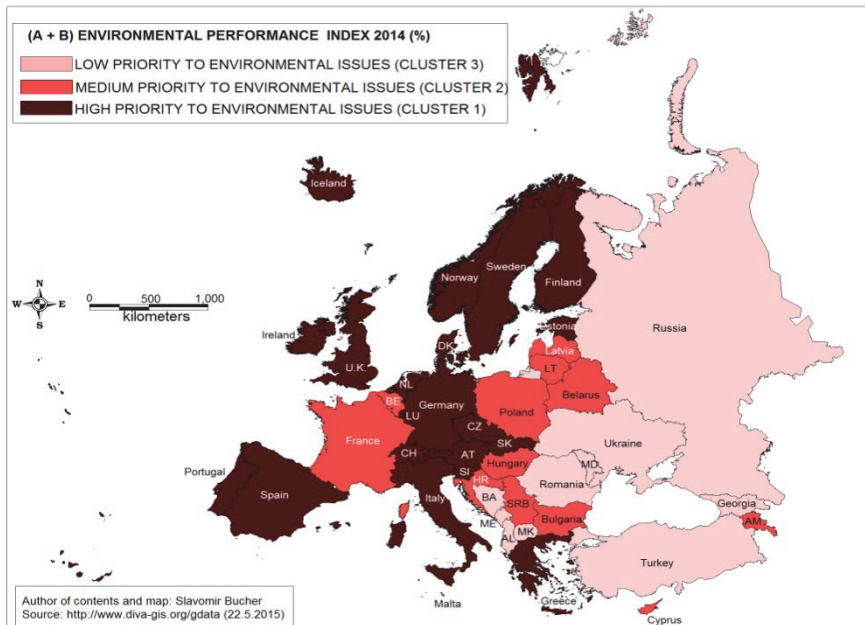 (A + B) ENVIRONMENTAL PERFORMANCE INDEX 2014 (%)
LOW PRIORITY TO ENVIRONMENTAL ISSUES (CLUSTER 3)
MEDIUM PRIORITY TO ENVIRONMENTAL ISSUES (CLUSTER 2)
HIGH PRIORITY TO ENVIRONMENTAL ISSUES (CLUSTER 1)
Iceland
Norway
Sweden
Finland
N
W E
S
0 500 1,000
kilometers
Russia
Ireland
U.K.
DK
Estonia
Latvia
LT
Belarus
NL
BE
LU
Germany
Poland
CZ
SK
Ukraine
France
CH
AT
SI
Hungary
HR
Romania
MD
Portugal
Spain
Italy
BA
SRB
ME
Bulgaria
AL
MK
Georgia
AM
Turkey
Malta
Greece
Cyprus
Author of contents and map: Slavomir Bucher
Source: http://www.diva-gis.org/gdata (22.5.2015)